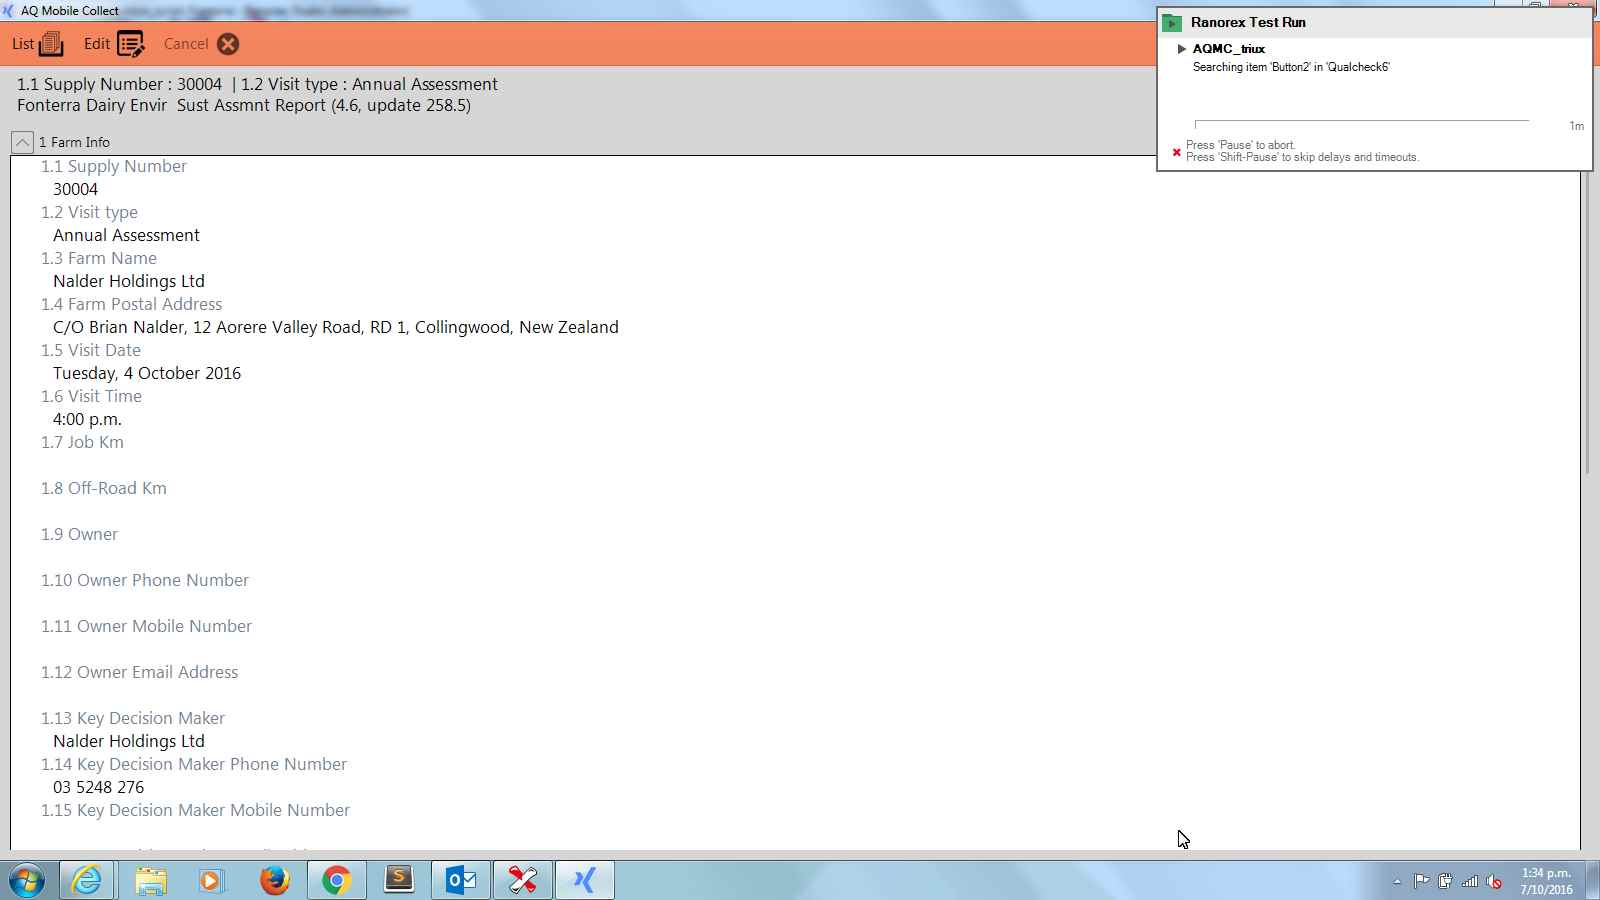 AQ Mobile Collect
List Edit Cancel
1.1 Supply Number : 30004 | 1.2 Visit type : Annual Assessment
Fonterra Dairy Envir Sust Assmnt Report (4.6, update 258.5)
1 Farm Info
1.1 Supply Number
30004
1.2 Visit type
Annual Assessment
1.3 Farm Name
Nalder Holdings Ltd
1.4 Farm Postal Address
C/O Brian Nalder, 12 Aorere Valley Road, RD 1, Collingwood, New Zealand
1.5 Visit Date
Tuesday, 4 October 2016
1.6 Visit Time
4:00 p.m.
1.7 Job Km
1.8 Off-Road Km
1.9 Owner
1.10 Owner Phone Number
1.11 Owner Mobile Number
1.12 Owner Email Address
1.13 Key Decision Maker
Nalder Holdings Ltd
1.14 Key Decision Maker Phone Number
03 5248 276
1.15 Key Decision Maker Mobile Number
Ranorex Test Run
AQMC_triux
Searching item 'Button2' in 'Qualcheck6'
1m
Press 'Pause' to abort.
Press 'Shift-Pause' to skip delays and timeouts.
1:34 p.m.
7/10/2016